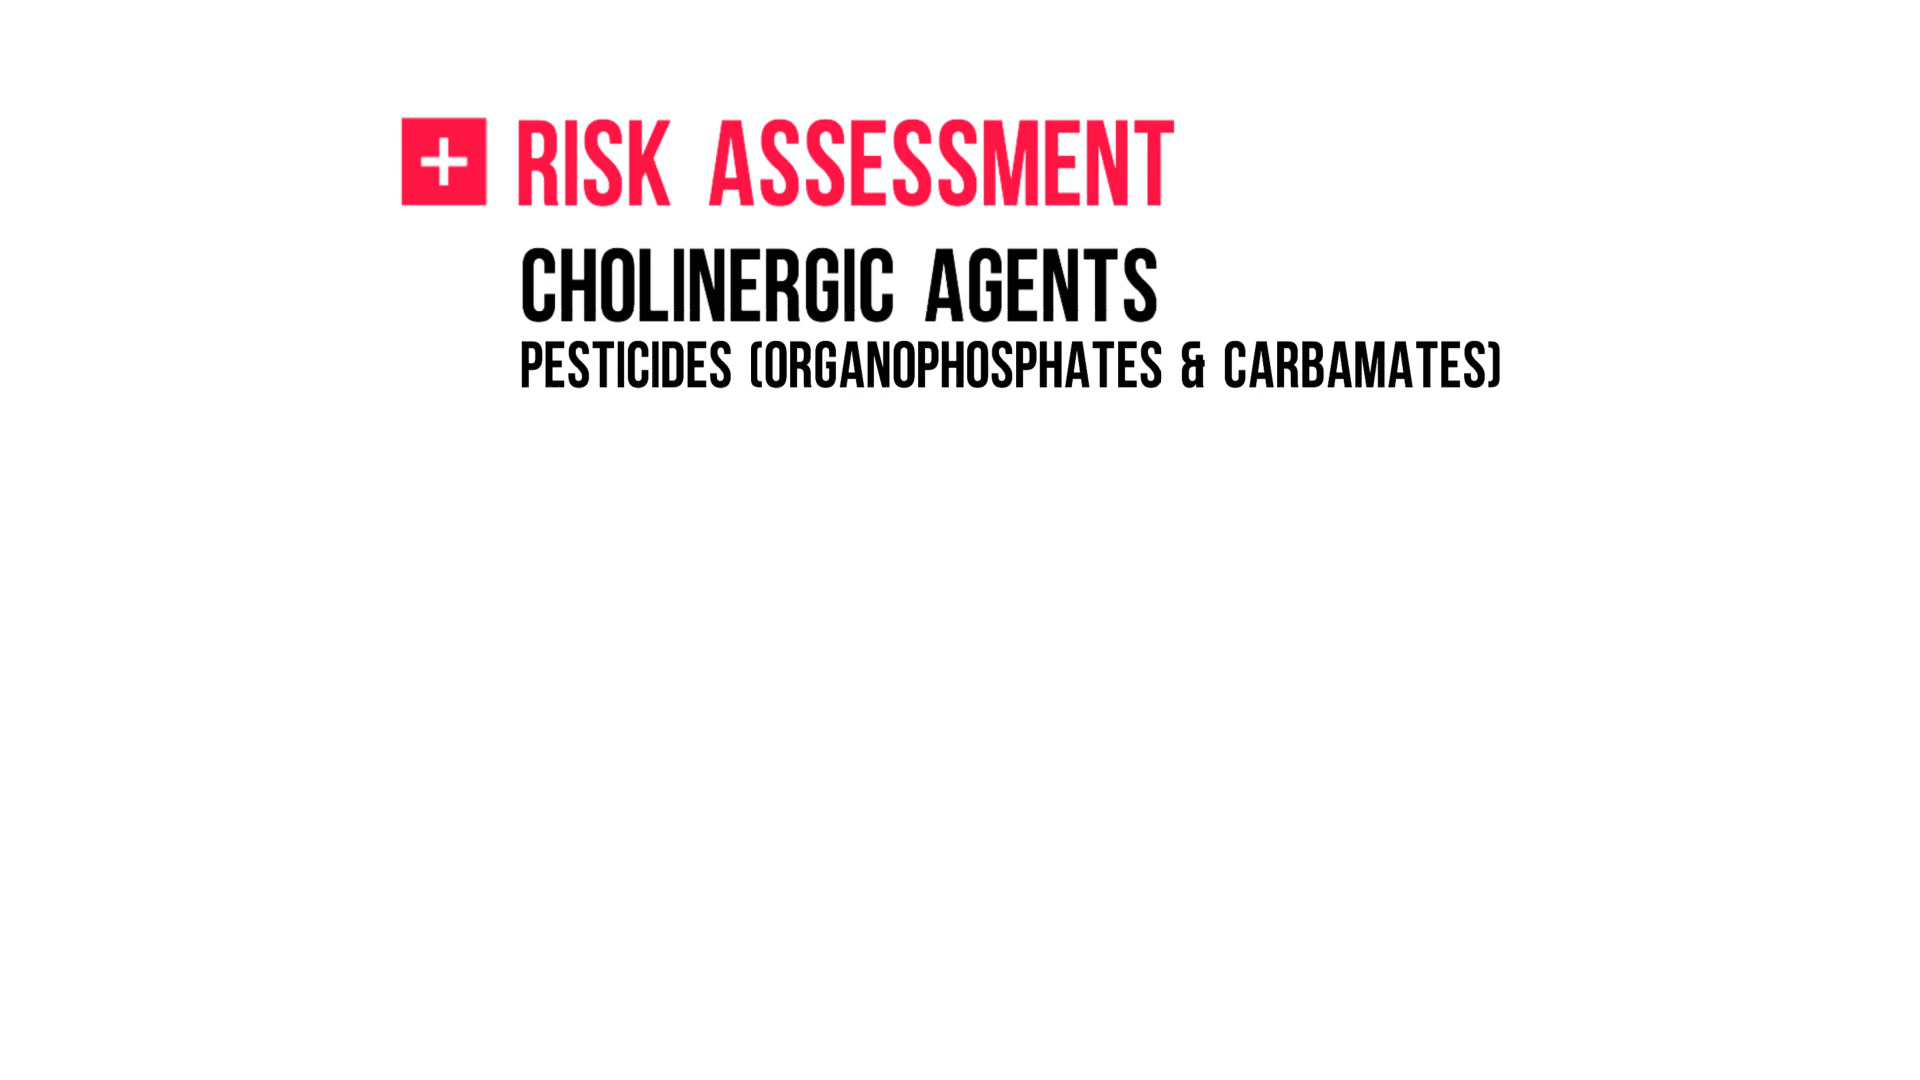 RISK ASSESSMENT
CHOLINERGIC AGENTS
PESTICIDES (ORGANOPHOSPHATES & CARBAMATES)